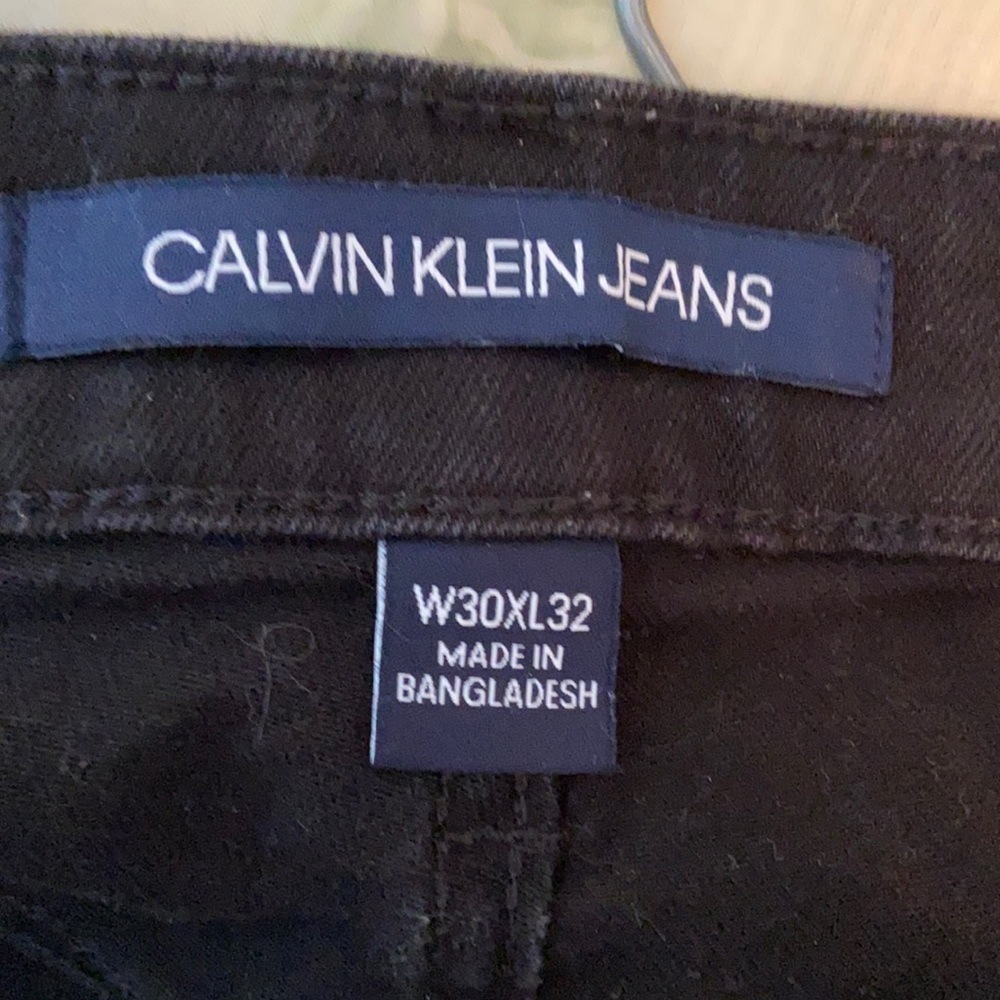 CALVIN KLEIN JEANS
W30XL32
MADE IN
BANGLADESH